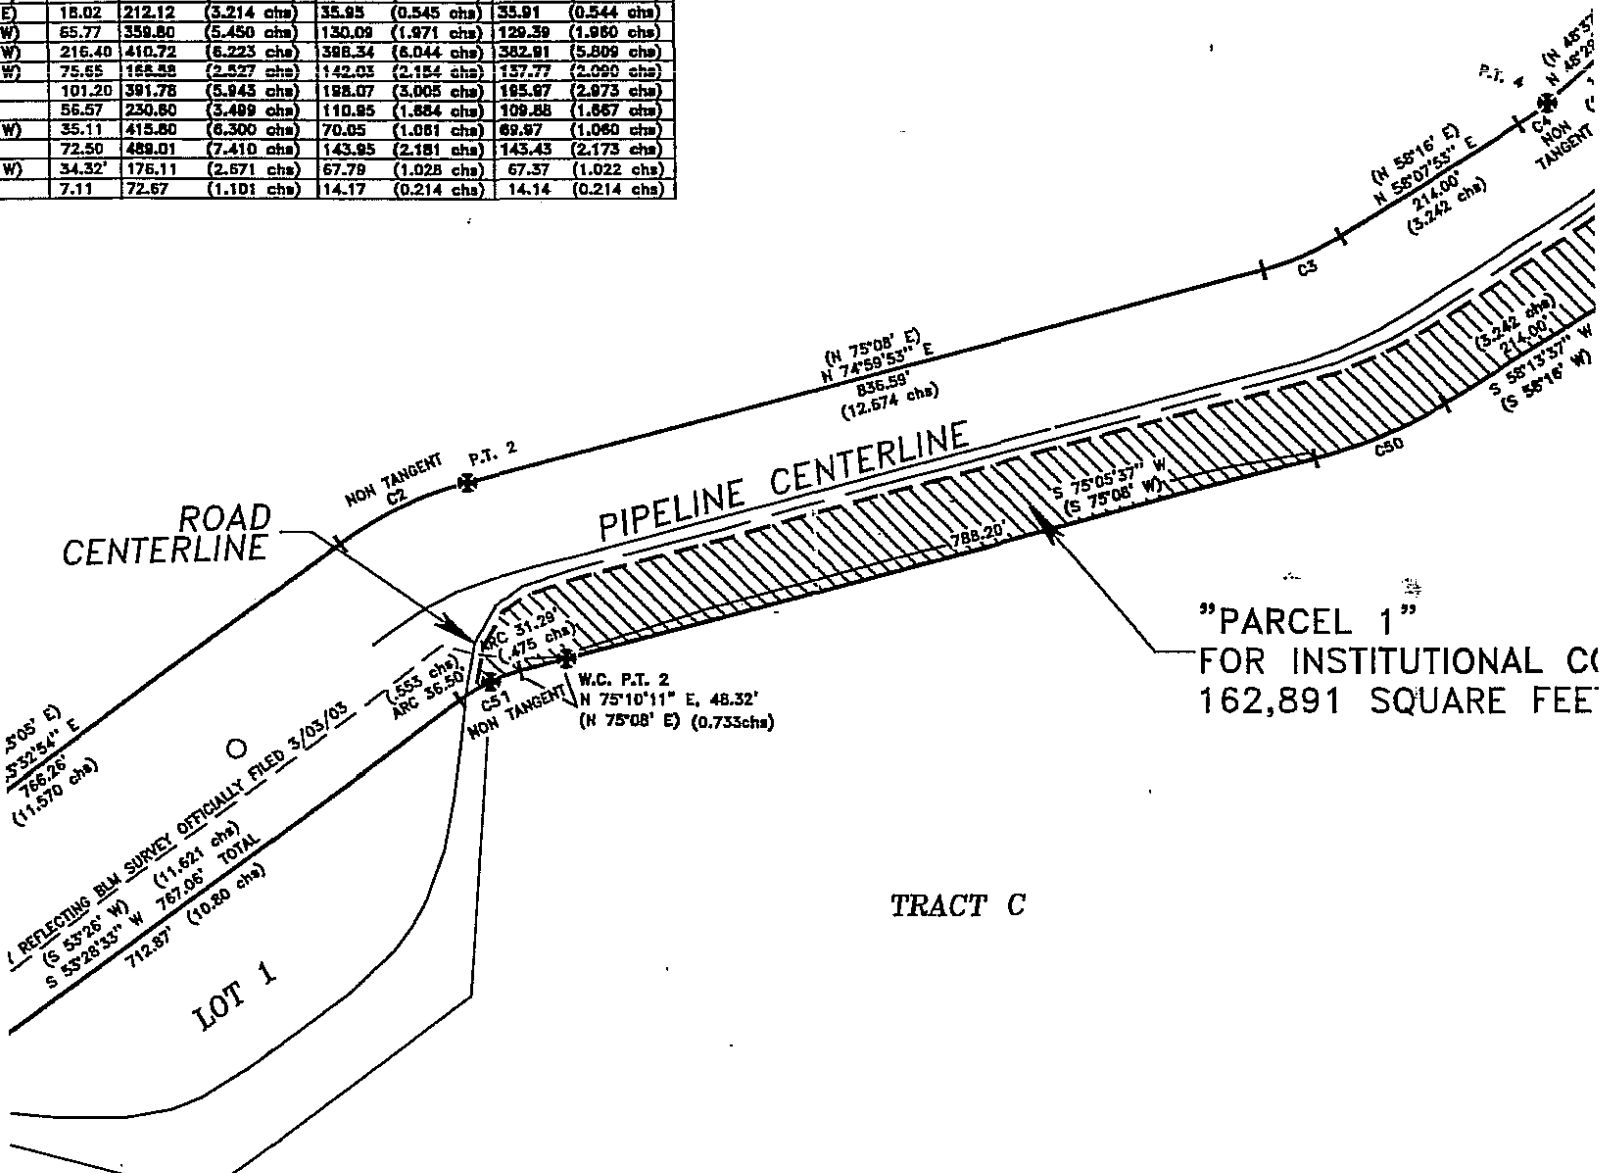 E) 18.02 212.12 (3.214 chs) 35.95 (0.545 chs) 35.91 (0.544 chs)
W) 65.77 359.80 (5.450 chs) 130.09 (1.971 chs) 129.39 (1.960 chs)
W) 216.40 410.72 (6.223 chs) 398.34 (6.044 chs) 382.91 (5.809 chs)
W) 75.65 166.58 (2.527 chs) 142.03 (2.154 chs) 137.77 (2.090 chs)
101.20 391.78 (5.943 chs) 198.07 (3.005 chs) 195.97 (2.973 chs)
56.57 230.60 (3.499 chs) 110.95 (1.684 chs) 109.88 (1.667 chs)
W) 35.11 415.80 (6.300 chs) 70.05 (1.061 chs) 69.97 (1.060 chs)
72.50 489.01 (7.410 chs) 143.95 (2.181 chs) 143.43 (2.173 chs)
W) 34.32' 176.11 (2.671 chs) 67.79 (1.028 chs) 67.37 (1.022 chs)
7.11 72.67 (1.101 chs) 14.17 (0.214 chs) 14.14 (0.214 chs)
(N 48°37
N 48°29
P.T. 4
C4
NON
TANGENT
(N 58°16' E)
N 58°07'53" E
214.00'
(3.242 chs)
C3
(3.242 chs)
214.00'
S 58°13'37" W
(S 58°16' W)
C50
(N 75°08' E)
N 74°59'53" E
836.59'
(12.674 chs)
NON TANGENT
C2
P.T. 2
ROAD
CENTERLINE
PIPELINE CENTERLINE
S 75°05'37" W
(S 75°08' W)
788.20'
"PARCEL 1"
FOR INSTITUTIONAL CO
162,891 SQUARE FEE
ARC 31.29'
(.475 chs)
(.553 chs)
ARC 36.50'
C51
NON TANGENT
W.C. P.T. 2
N 75°10'11" E, 48.32'
(N 75°08' E) (0.733chs)
3°05' E)
3°32'54" E
766.26'
(11.570 chs)
REFLECTING BLM SURVEY OFFICIALLY FILED 3/03/03
(S 53°26' W) (11.621 chs)
S 53°28'33" W 767.06' TOTAL
712.87' (10.80 chs)
LOT 1
TRACT C